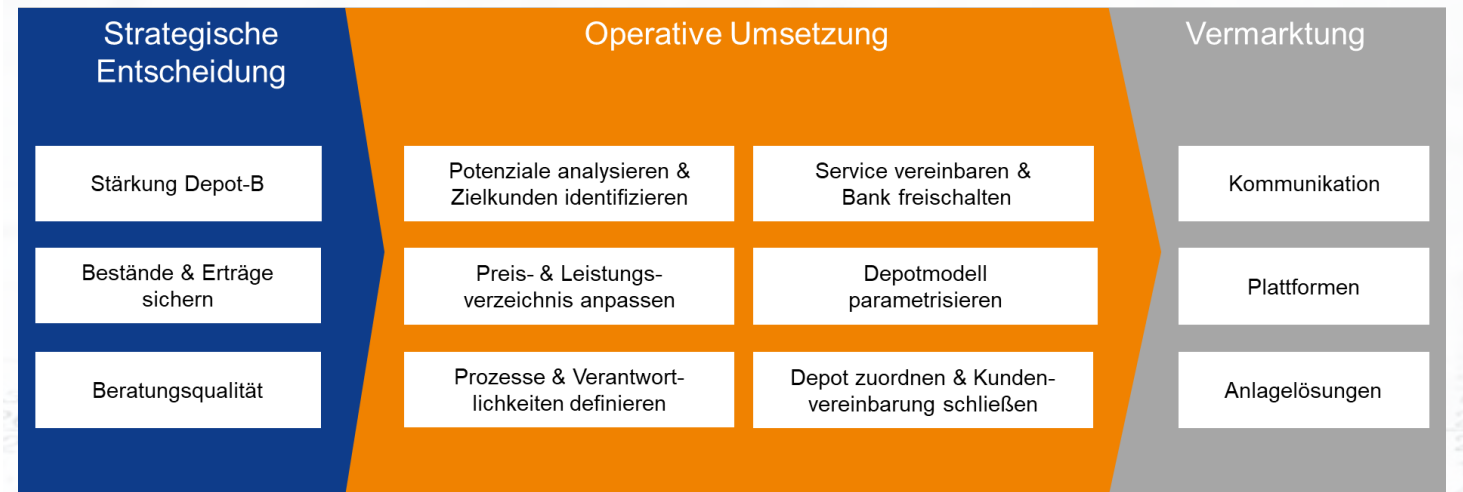 Strategische
Entscheidung
Stärkung Depot-B
Bestände & Erträge
sichern
Beratungsqualität
Operative Umsetzung
Potenziale analysieren &
Zielkunden identifizieren
Service vereinbaren &
Bank freischalten
Preis- & Leistungs-
verzeichnis anpassen
Depotmodell
parametrisieren
Prozesse & Verantwort-
lichkeiten definieren
Depot zuordnen & Kunden-
vereinbarung schließen
Vermarktung
Kommunikation
Plattformen
Anlagelösungen